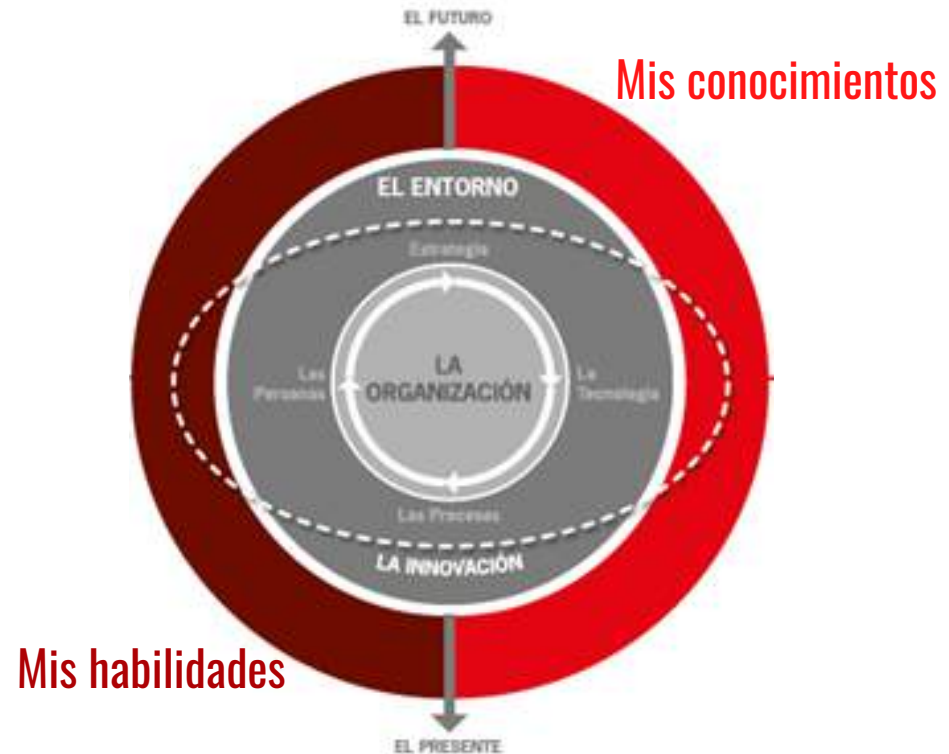 EL FUTURO
Mis conocimientos
EL ENTORNO
Estrategia
Las
Personas
LA
ORGANIZACIÓN
La
Tecnología
Los Procesos
LA INNOVACIÓN
Mis habilidades
EL PRESENTE